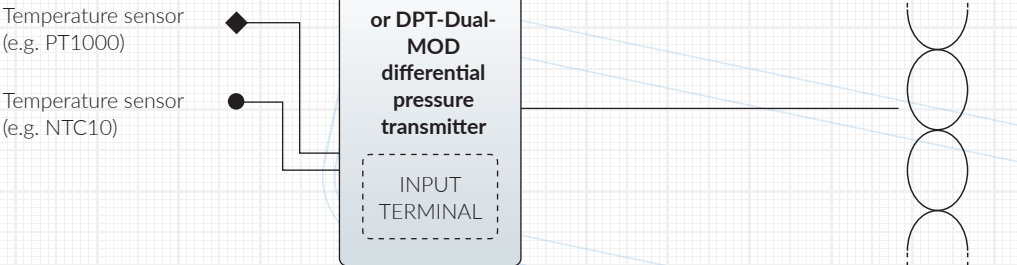 Temperature sensor
(e.g. PT1000)
Temperature sensor
(e.g. NTC10)
or DPT-Dual-
MOD
differential
pressure
transmitter
INPUT
TERMINAL